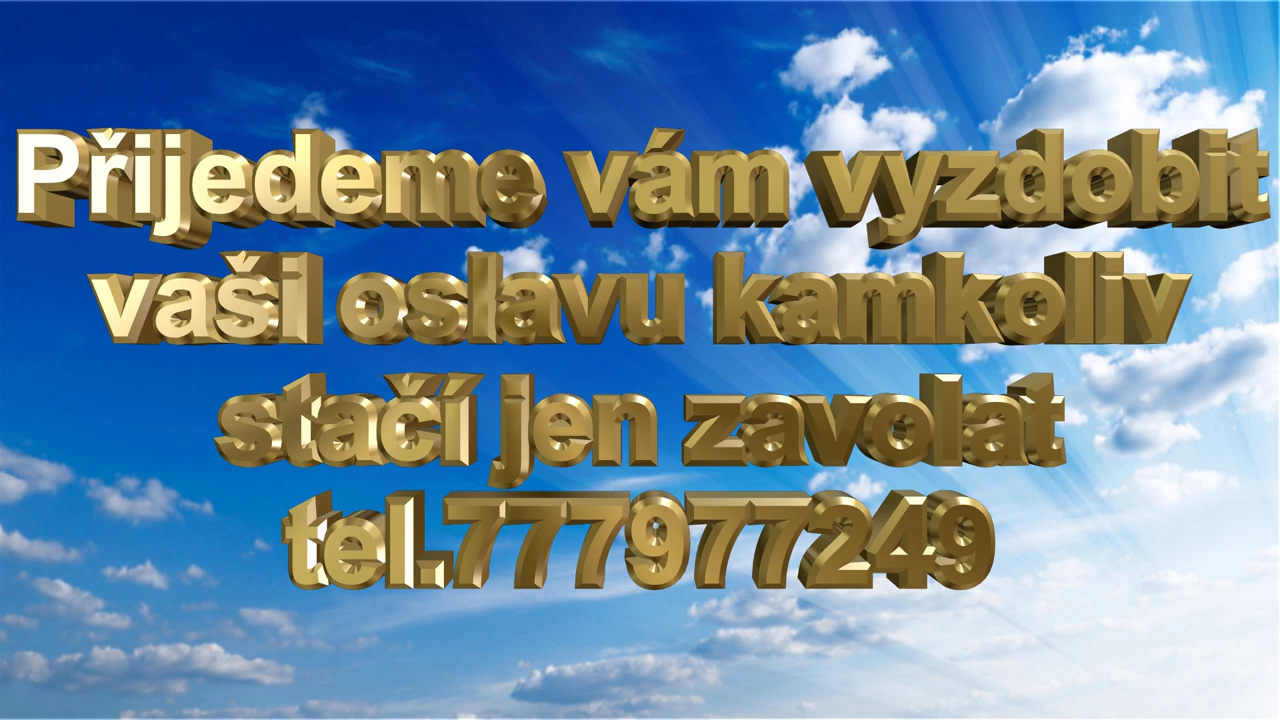 Přijedeme vám vyzdobit
vaši oslavu kamkoliv
stačí jen zavolat
tel.777977249